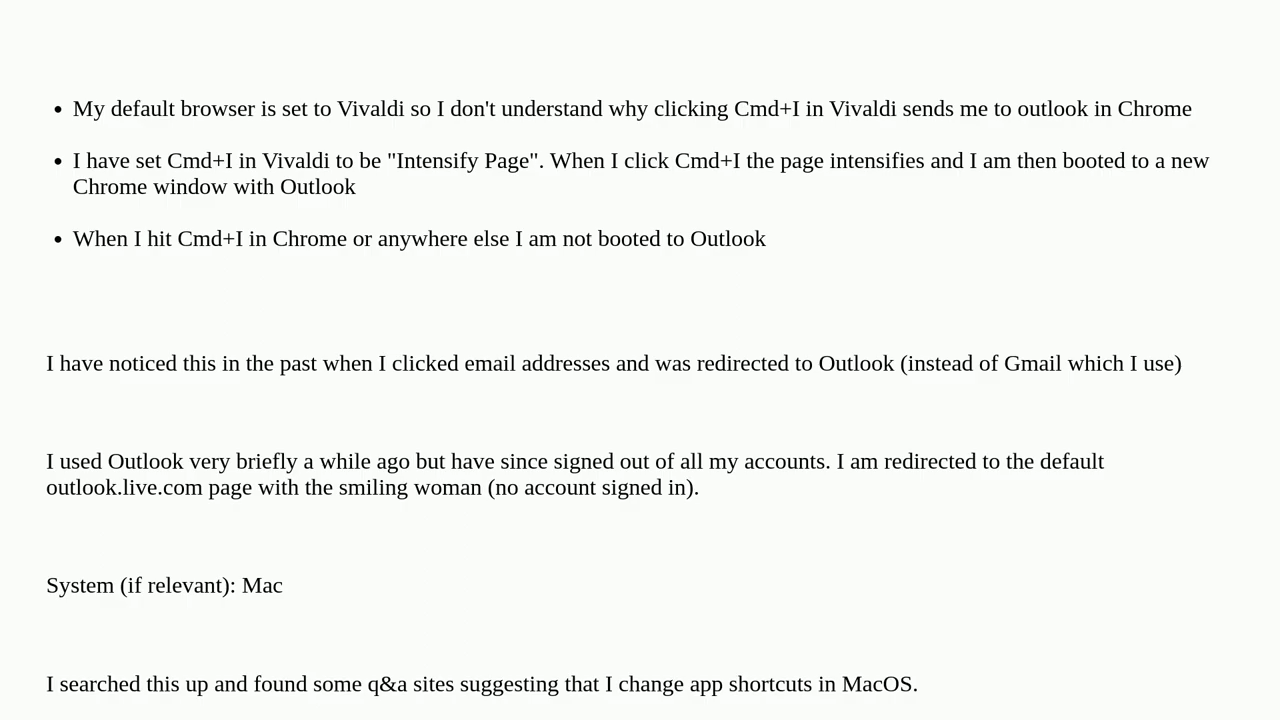 • My default browser is set to Vivaldi so I don't understand why clicking Cmd+I in Vivaldi sends me to outlook in Chrome
• I have set Cmd+I in Vivaldi to be "Intensify Page". When I click Cmd+I the page intensifies and I am then booted to a new
Chrome window with Outlook
• When I hit Cmd+I in Chrome or anywhere else I am not booted to Outlook
I have noticed this in the past when I clicked email addresses and was redirected to Outlook (instead of Gmail which I use)
I used Outlook very briefly a while ago but have since signed out of all my accounts. I am redirected to the default
outlook.live.com page with the smiling woman (no account signed in).
System (if relevant): Mac
I searched this up and found some q&a sites suggesting that I change app shortcuts in MacOS.